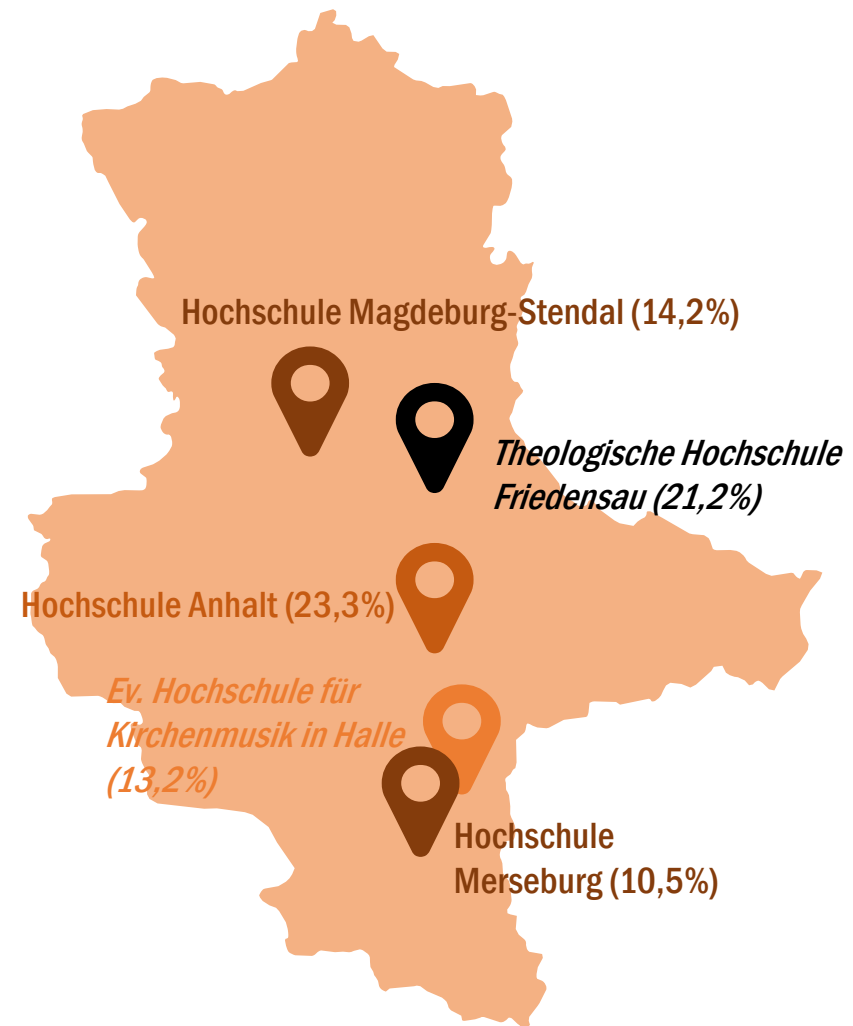 Hochschule Magdeburg-Stendal (14,2%)
Theologische Hochschule
Friedensau (21,2%)
Hochschule Anhalt (23,3%)
Ev. Hochschule für
Kirchenmusik in Halle
(13,2%)
Hochschule
Merseburg (10,5%)